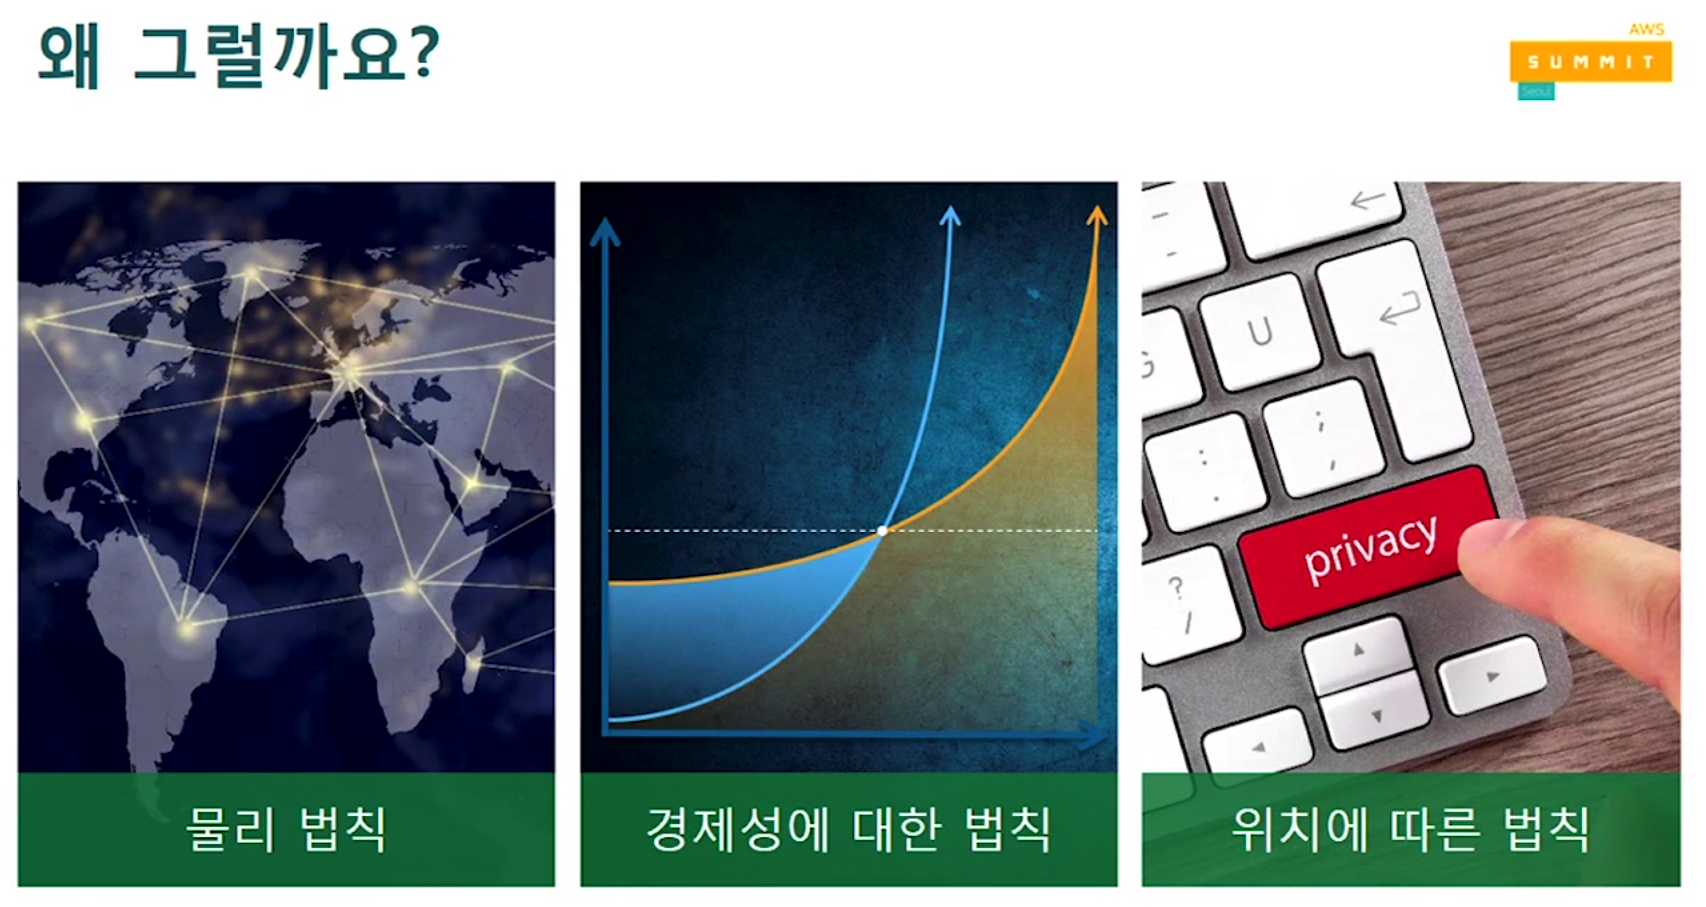 왜 그럴까요?
AWS
SUMMIT
Seoul
U
G
privacy
물리 법칙
경제성에 대한 법칙
위치에 따른 법칙